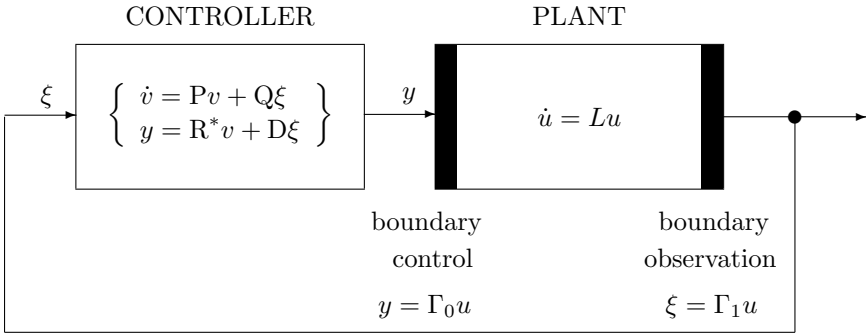 CONTROLLER
PLANT
ξ
v̇ = Pv + Qξ
y = R*v + Dξ
y
u̇ = Lu
boundary
control
y = Γ₀u
boundary
observation
ξ = Γ₁u